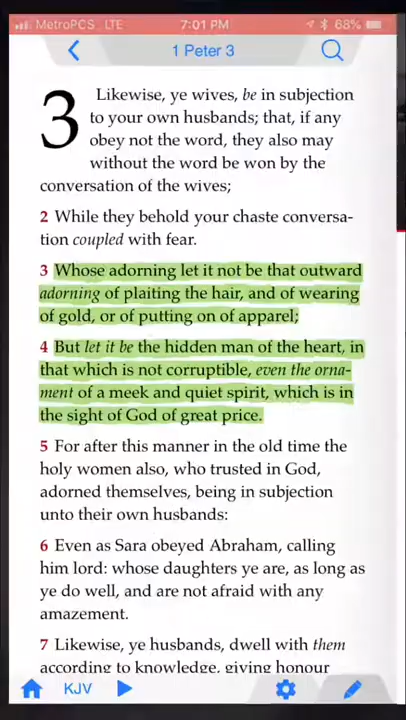 MetroPCS LTE 7:01 PM 68%
1 Peter 3
3 Likewise, ye wives, be in subjection
to your own husbands; that, if any
obey not the word, they also may
without the word be won by the
conversation of the wives;
2 While they behold your chaste conversa-
tion coupled with fear.
3 Whose adorning let it not be that outward
adorning of plaiting the hair, and of wearing
of gold, or of putting on of apparel;
4 But let it be the hidden man of the heart, in
that which is not corruptible, even the orna-
ment of a meek and quiet spirit, which is in
the sight of God of great price.
5 For after this manner in the old time the
holy women also, who trusted in God,
adorned themselves, being in subjection
unto their own husbands:
6 Even as Sara obeyed Abraham, calling
him lord: whose daughters ye are, as long as
ye do well, and are not afraid with any
amazement.
7 Likewise, ye husbands, dwell with them
according to knowledge, giving honour
KJV